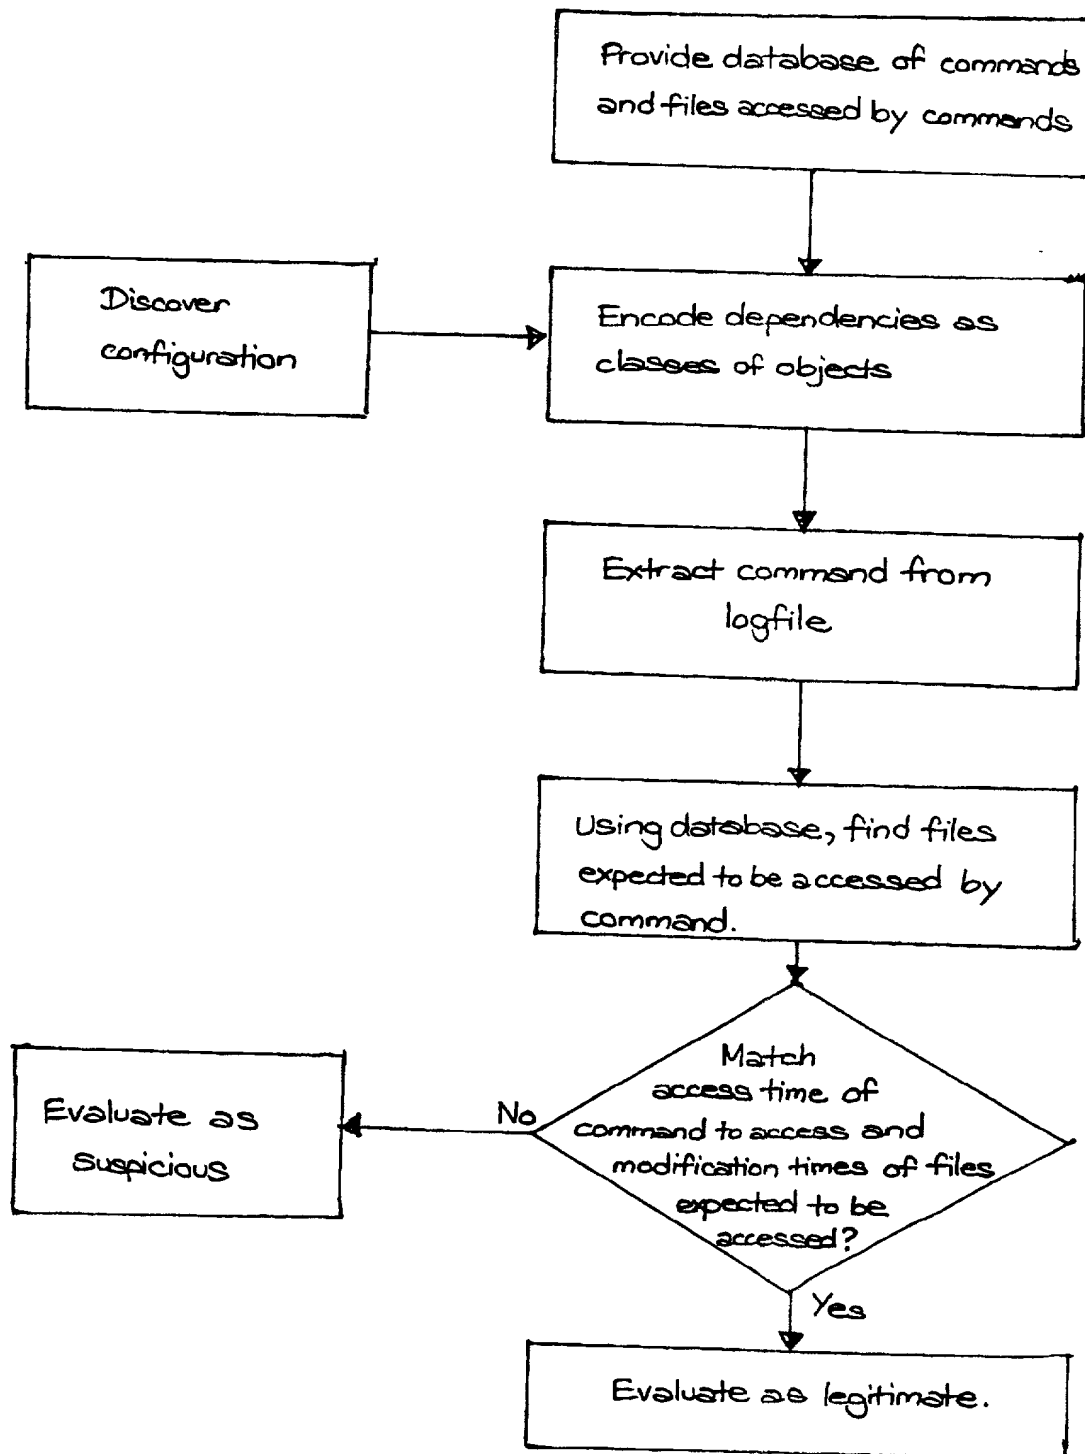 Provide database of commands
and files accessed by commands
Discover
configuration
Encode dependencies as
classes of objects
Extract command from
logfile
Using database, find files
expected to be accessed by
command.
Match
access time of
command to access and
modification times of files
expected to be
accessed?
No
Evaluate as
Suspicious
Yes
Evaluate as legitimate.